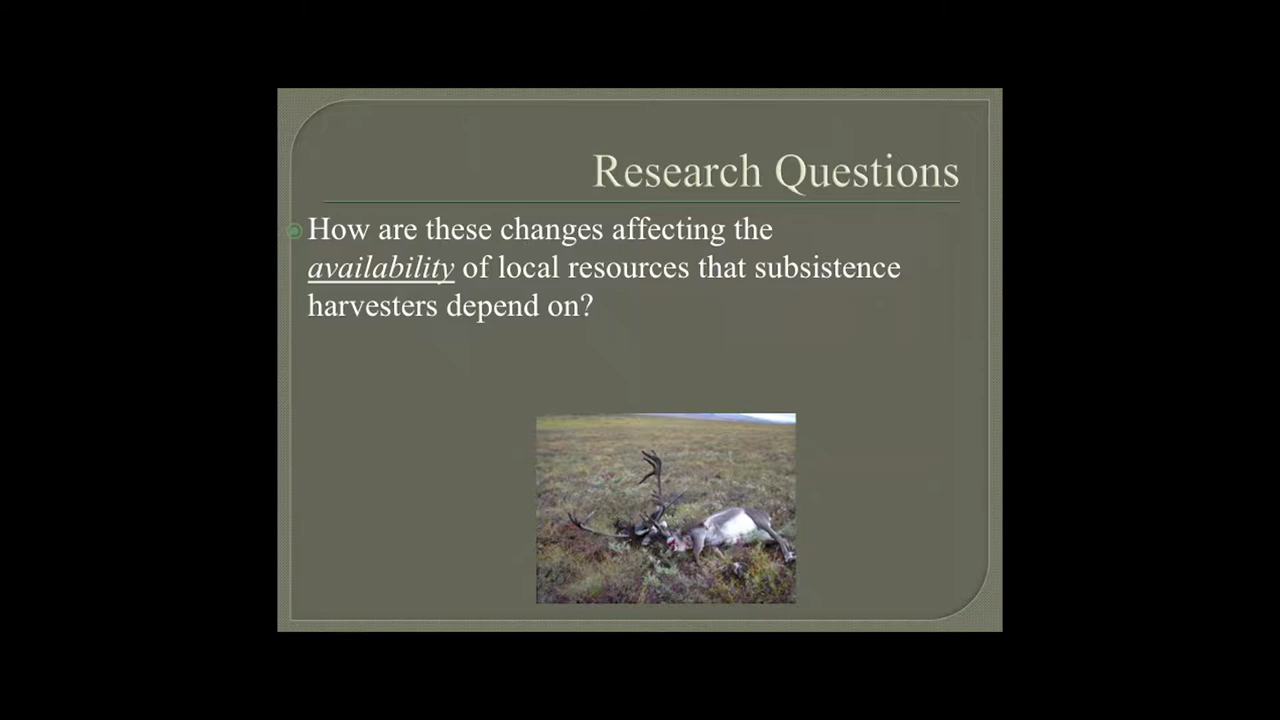 Research Questions
How are these changes affecting the
availability of local resources that subsistence
harvesters depend on?